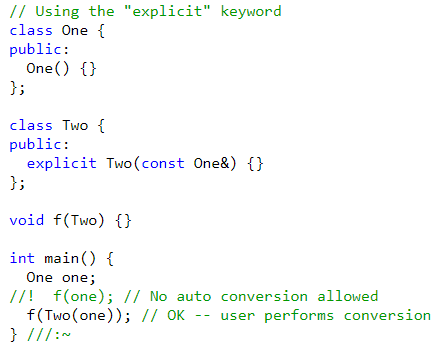 // Using the "explicit" keyword
class One {
public:
  One() {}
};

class Two {
public:
  explicit Two(const One&) {}
};

void f(Two) {}

int main() {
  One one;
//!  f(one); // No auto conversion allowed
  f(Two(one)); // OK -- user performs conversion
} ///:~